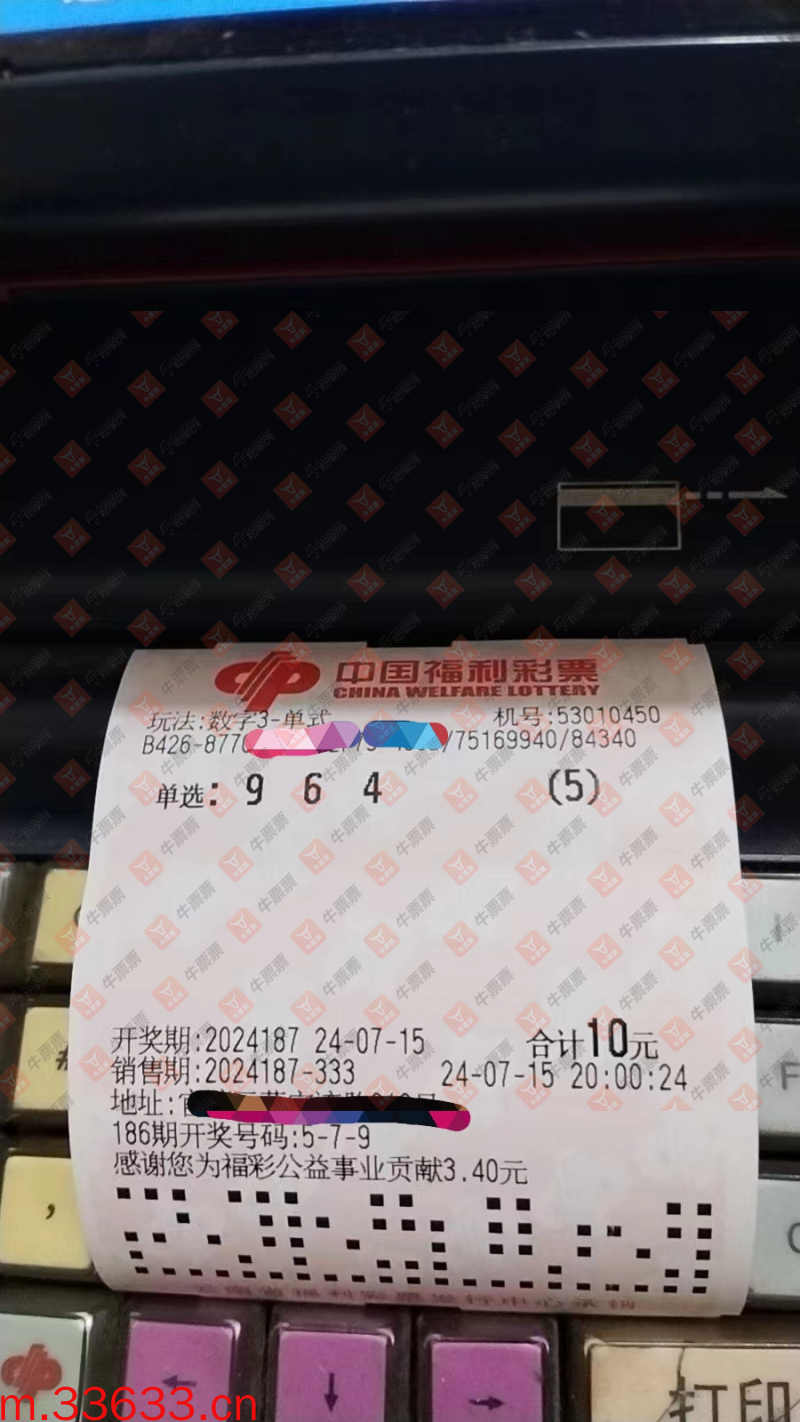 中国福利彩票
CHINA WELFARE LOTTERY
玩法:数字3-单式 机号:53010450
B426-877 /75169940/84340
单选: 9 6 4 (5)
开奖期:2024187 24-07-15 合计10元
销售期:2024187-333 24-07-15 20:00:24
地址:
186期开奖号码:5-7-9
感谢您为福彩公益事业贡献3.40元
牛票票
打印
m.33633.cn